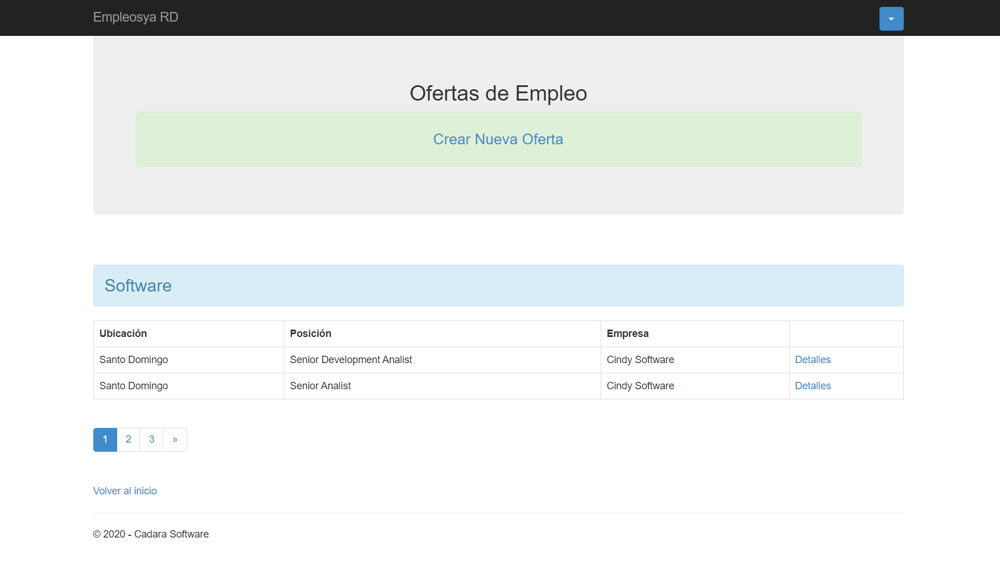 Empleosya RD
Ofertas de Empleo
Crear Nueva Oferta
Software
Ubicación Posición Empresa
Santo Domingo Senior Development Analist Cindy Software Detalles
Santo Domingo Senior Analist Cindy Software Detalles
1 2 3 »
Volver al inicio
© 2020 - Cadara Software